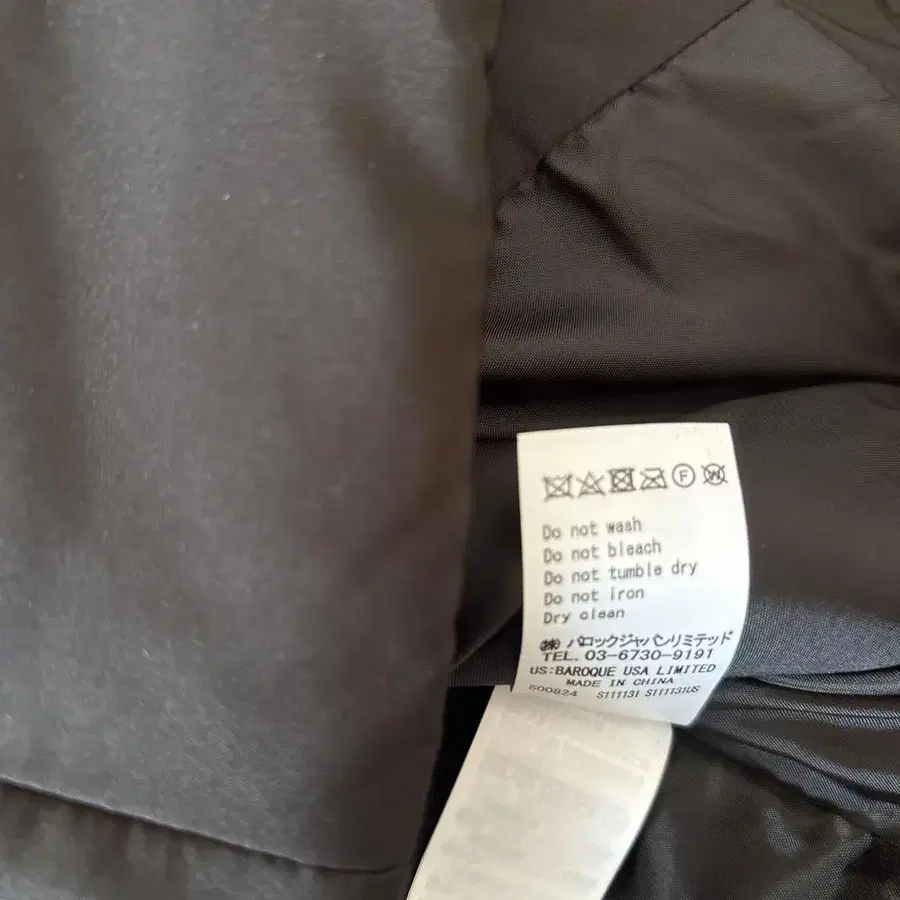 F W
Do not wash
Do not bleach
Do not tumble dry
Do not iron
Dry clean
㈱ バロックジャパンリミテッド
TEL. 03-6730-9191
US:BAROQUE USA LIMITED
MADE IN CHINA
500824 S111131 S111131US